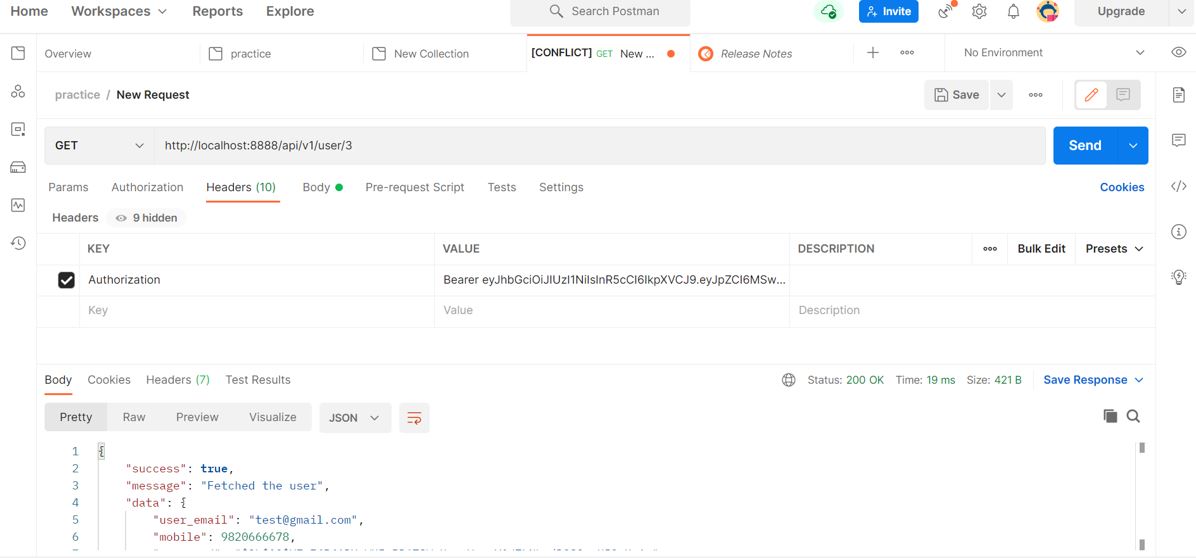 Home Workspaces Reports Explore Search Postman Invite Upgrade
Overview practice New Collection [CONFLICT] GET New ... Release Notes No Environment
practice / New Request Save
GET http://localhost:8888/api/v1/user/3 Send
Params Authorization Headers (10) Body Pre-request Script Tests Settings Cookies
Headers 9 hidden
KEY VALUE DESCRIPTION Bulk Edit Presets
Authorization Bearer eyJhbGciOiJIUzI1NiIsInR5cCI6IkpXVCJ9.eyJpZCI6MSw...
Key Value Description
Body Cookies Headers (7) Test Results Status: 200 OK Time: 19 ms Size: 421 B Save Response
Pretty Raw Preview Visualize JSON
1 {
2 "success": true,
3 "message": "Fetched the user",
4 "data": {
5 "user_email": "test@gmail.com",
6 "mobile": 9820666678,